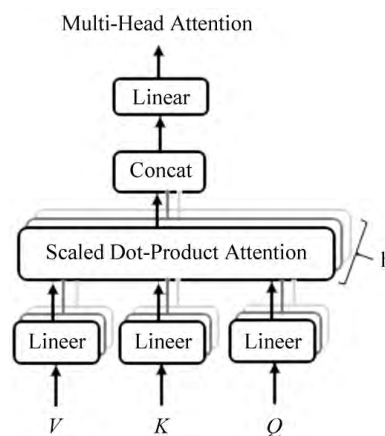 Multi-Head Attention
Linear
Concat
Scaled Dot-Product Attention
h
Lineer
Lineer
Lineer
V
K
Q